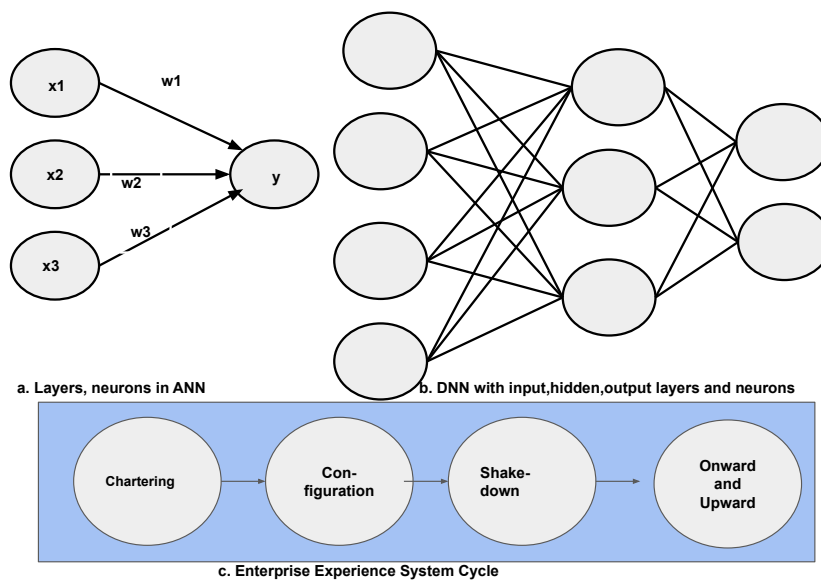 x1
w1
x2
w2
y
x3
w3
a. Layers, neurons in ANN
b. DNN with input,hidden,output layers and neurons
Chartering
Con-
figuration
Shake-
down
Onward
and
Upward
c. Enterprise Experience System Cycle